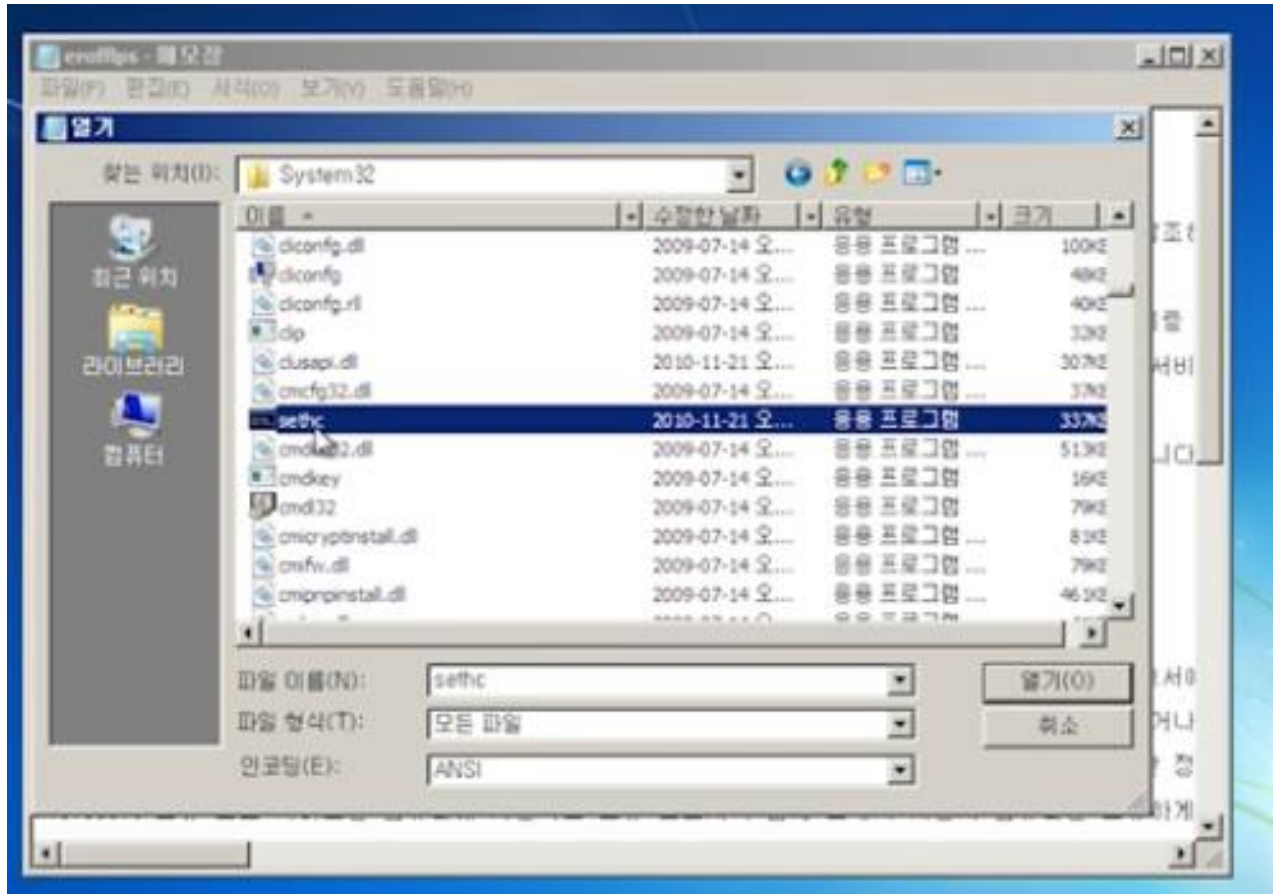 erofflps - 메모장
파일(F) 편집(E) 서식(O) 보기(V) 도움말(H)
열기
찾는 위치(I): System32
이름 수정한 날짜 유형 크기
cliconfg.dll 2009-07-14 오... 응용 프로그램 ... 100KB
cliconfg 2009-07-14 오... 응용 프로그램 ... 48KB
cliconfg.rll 2009-07-14 오... 응용 프로그램 ... 40KB
clip 2009-07-14 오... 응용 프로그램 ... 32KB
clusapi.dll 2010-11-21 오... 응용 프로그램 ... 307KB
cmcfg32.dll 2009-07-14 오... 응용 프로그램 ... 37KB
sethc 2010-11-21 오... 응용 프로그램 337KB
2009-07-14 오... 응용 프로그램 ... 513KB
cmdkey 2009-07-14 오... 응용 프로그램 ... 16KB
cmdl32 2009-07-14 오... 응용 프로그램 ... 79KB
cmicryptinstall.dll 2009-07-14 오... 응용 프로그램 ... 81KB
cmifw.dll 2009-07-14 오... 응용 프로그램 ... 79KB
cmipnpinstall.dll 2009-07-14 오... 응용 프로그램 ... 461KB
최근 위치
라이브러리
컴퓨터
파일 이름(N): sethc 열기(O)
파일 형식(T): 모든 파일 취소
인코딩(E): ANSI